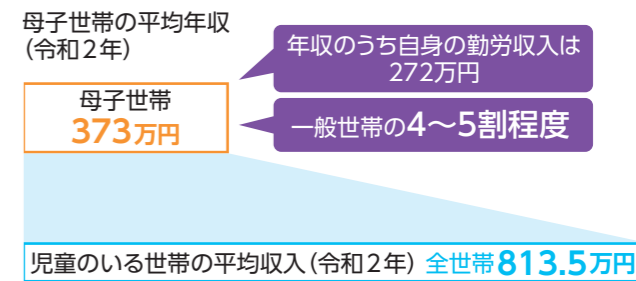 母子世帯の平均年収
(令和2年)
年収のうち自身の勤労収入は
272万円
母子世帯
373万円
一般世帯の4～5割程度
児童のいる世帯の平均収入(令和2年) 全世帯813.5万円